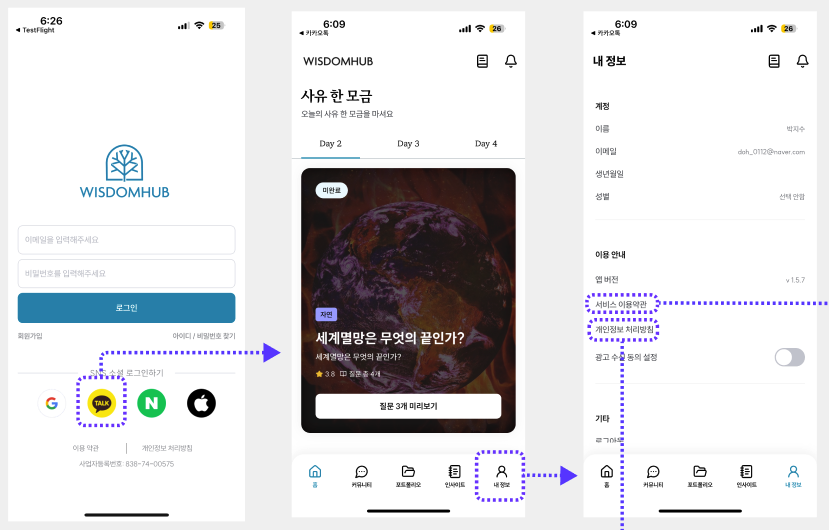 6:26
◀ TestFlight
25
WISDOMHUB
이메일을 입력해주세요
비밀번호를 입력해주세요
로그인
회원가입
아이디 / 비밀번호 찾기
SNS 소셜 로그인하기
G
TALK
N
이용 약관
개인정보 처리방침
사업자등록번호: 838-74-00575
6:09
◀ 카카오톡
26
WISDOMHUB
사유 한 모금
오늘의 사유 한 모금을 마셔요
Day 2
Day 3
Day 4
미완료
자연
세계멸망은 무엇의 끝인가?
세계멸망은 무엇의 끝인가?
3.8
질문 총 4개
질문 3개 미리보기
홈
커뮤니티
포트폴리오
인사이트
내 정보
6:09
◀ 카카오톡
26
내 정보
계정
이름
박지수
이메일
doh_0112@naver.com
생년월일
성별
선택 안함
이용 안내
앱 버전
v.1.5.7
서비스 이용약관
개인정보 처리방침
광고 수신 동의 설정
기타
로그아웃
홈
커뮤니티
포트폴리오
인사이트
내 정보